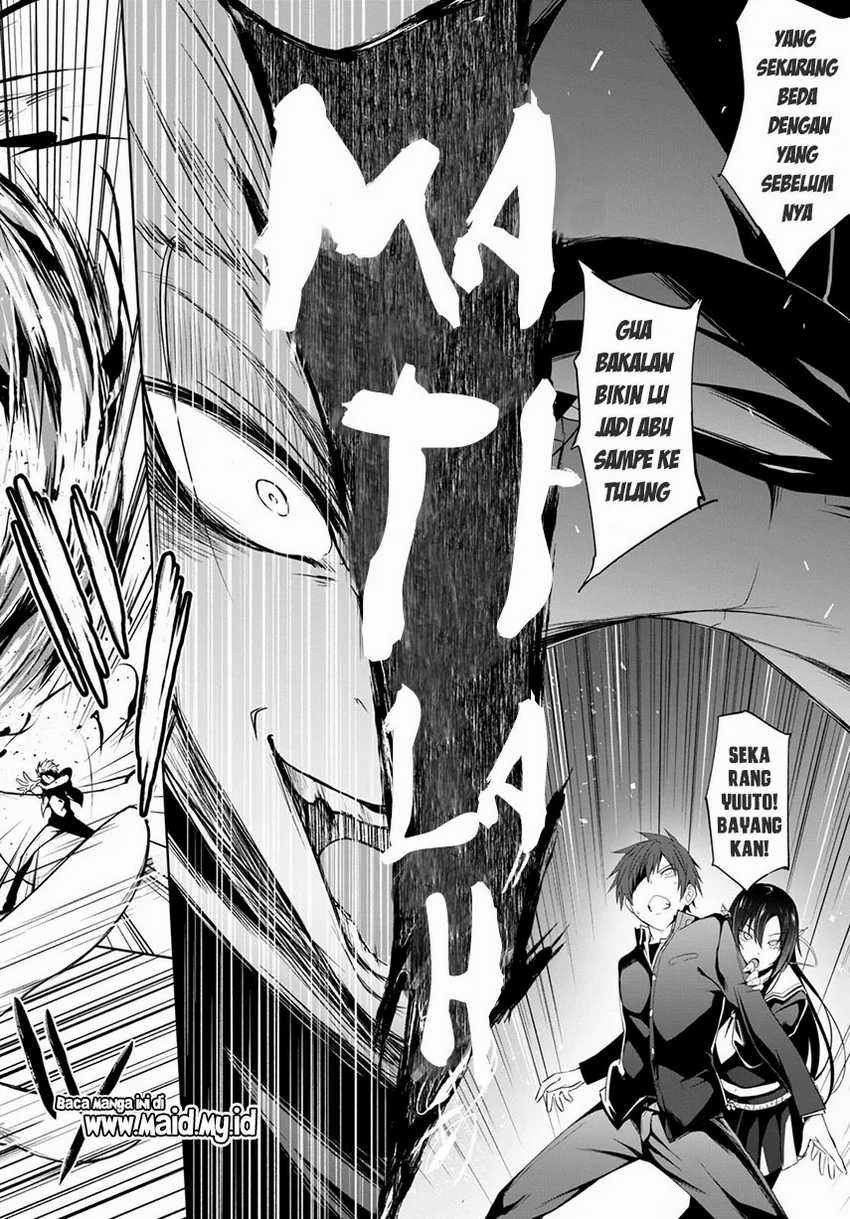 YANG
SEKARANG
BEDA
DENGAN
YANG
SEBELUM
NYA
GUA
BAKALAN
BIKIN LU
JADI ABU
SAMPE KE
TULANG
MA
TI
LA
H
SEKA
RANG
YUUTO!
BAYANG
KAN!
Baca Manga ini di
www.Maid.My.id